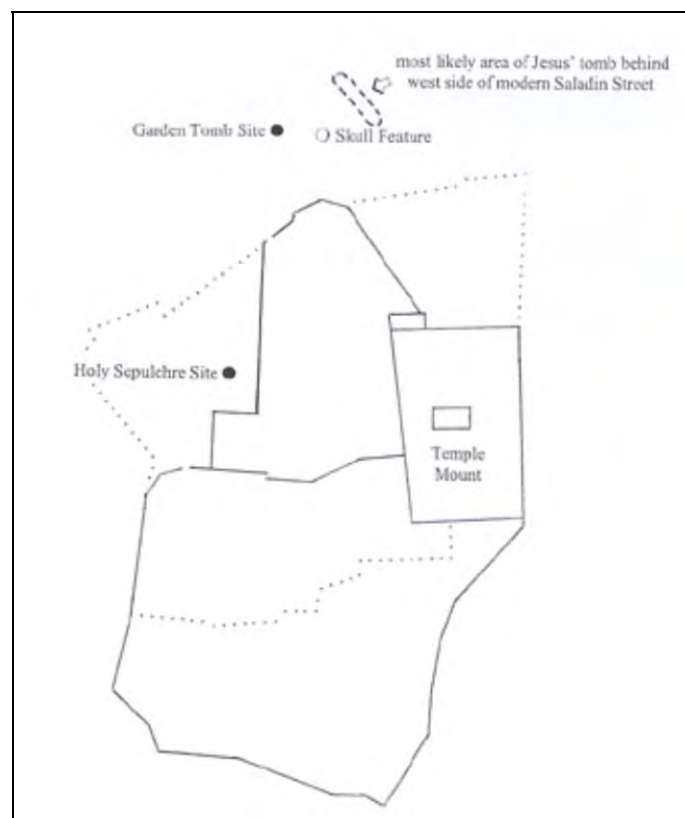 most likely area of Jesus' tomb behind
west side of modern Saladin Street
Garden Tomb Site
Skull Feature
Holy Sepulchre Site
Temple
Mount